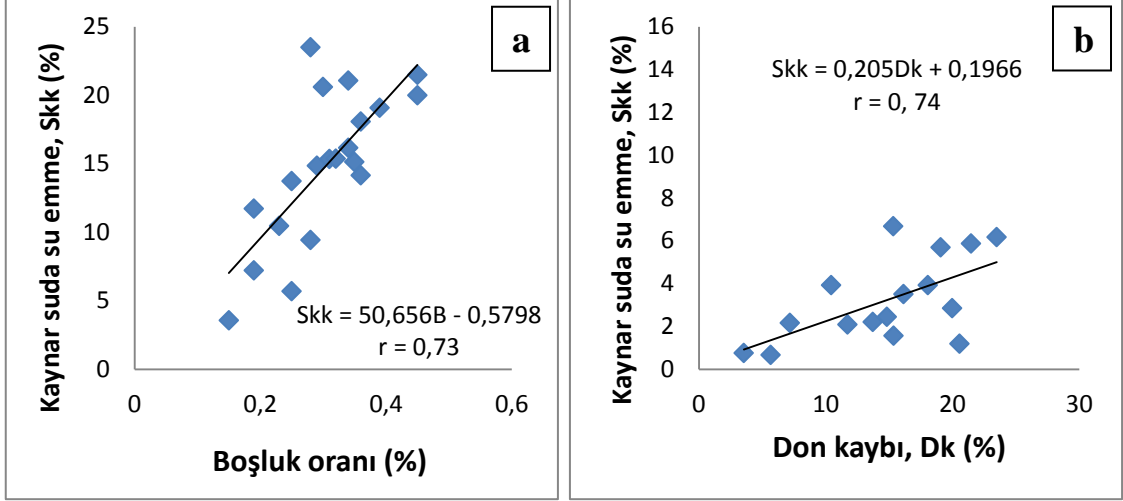 a
Kaynar suda su emme, Skk (%)
25
20
15
10
5
0
Skk = 50,656B - 0,5798
r = 0,73
0 0,2 0,4 0,6
Boşluk oranı (%)
b
Kaynar suda su emme, Skk (%)
16
14
12
10
8
6
4
2
0
Skk = 0,205Dk + 0,1966
r = 0, 74
0 10 20 30
Don kaybı, Dk (%)